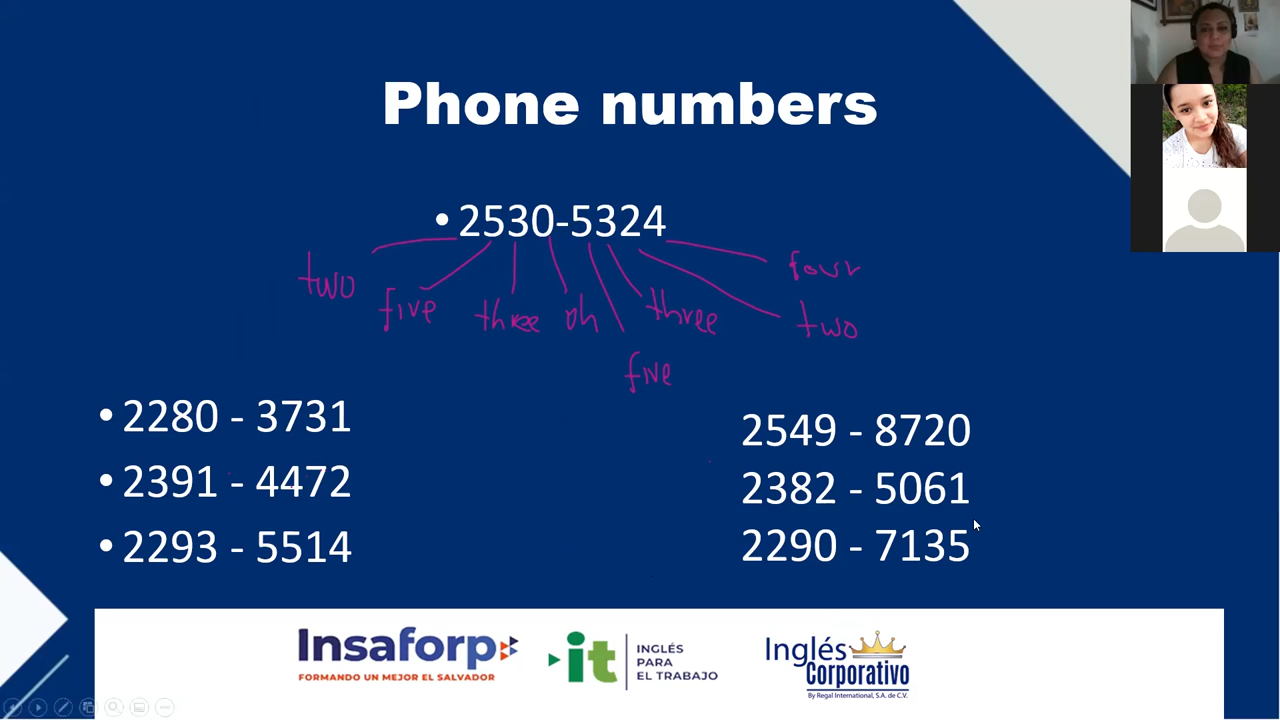 Phone numbers
• 2530-5324
two five three oh five three two four
• 2280 - 3731
• 2391 - 4472
• 2293 - 5514
2549 - 8720
2382 - 5061
2290 - 7135
Insaforp
FORMANDO UN MEJOR EL SALVADOR
it
INGLÉS
PARA
EL TRABAJO
Inglés
Corporativo
By Regal International, S.A. de C.V.